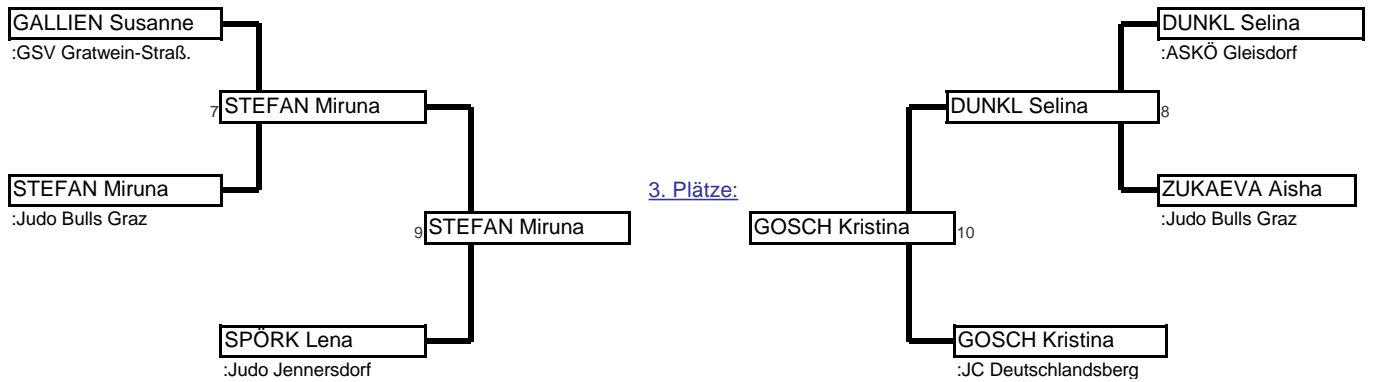 GALLIEN Susanne
:GSV Gratwein-Straß.
7 STEFAN Miruna
STEFAN Miruna
:Judo Bulls Graz
9 STEFAN Miruna
SPÖRK Lena
:Judo Jennersdorf
3. Plätze:
DUNKL Selina
:ASKÖ Gleisdorf
DUNKL Selina 8
ZUKAEVA Aisha
:Judo Bulls Graz
GOSCH Kristina 10
GOSCH Kristina
:JC Deutschlandsberg